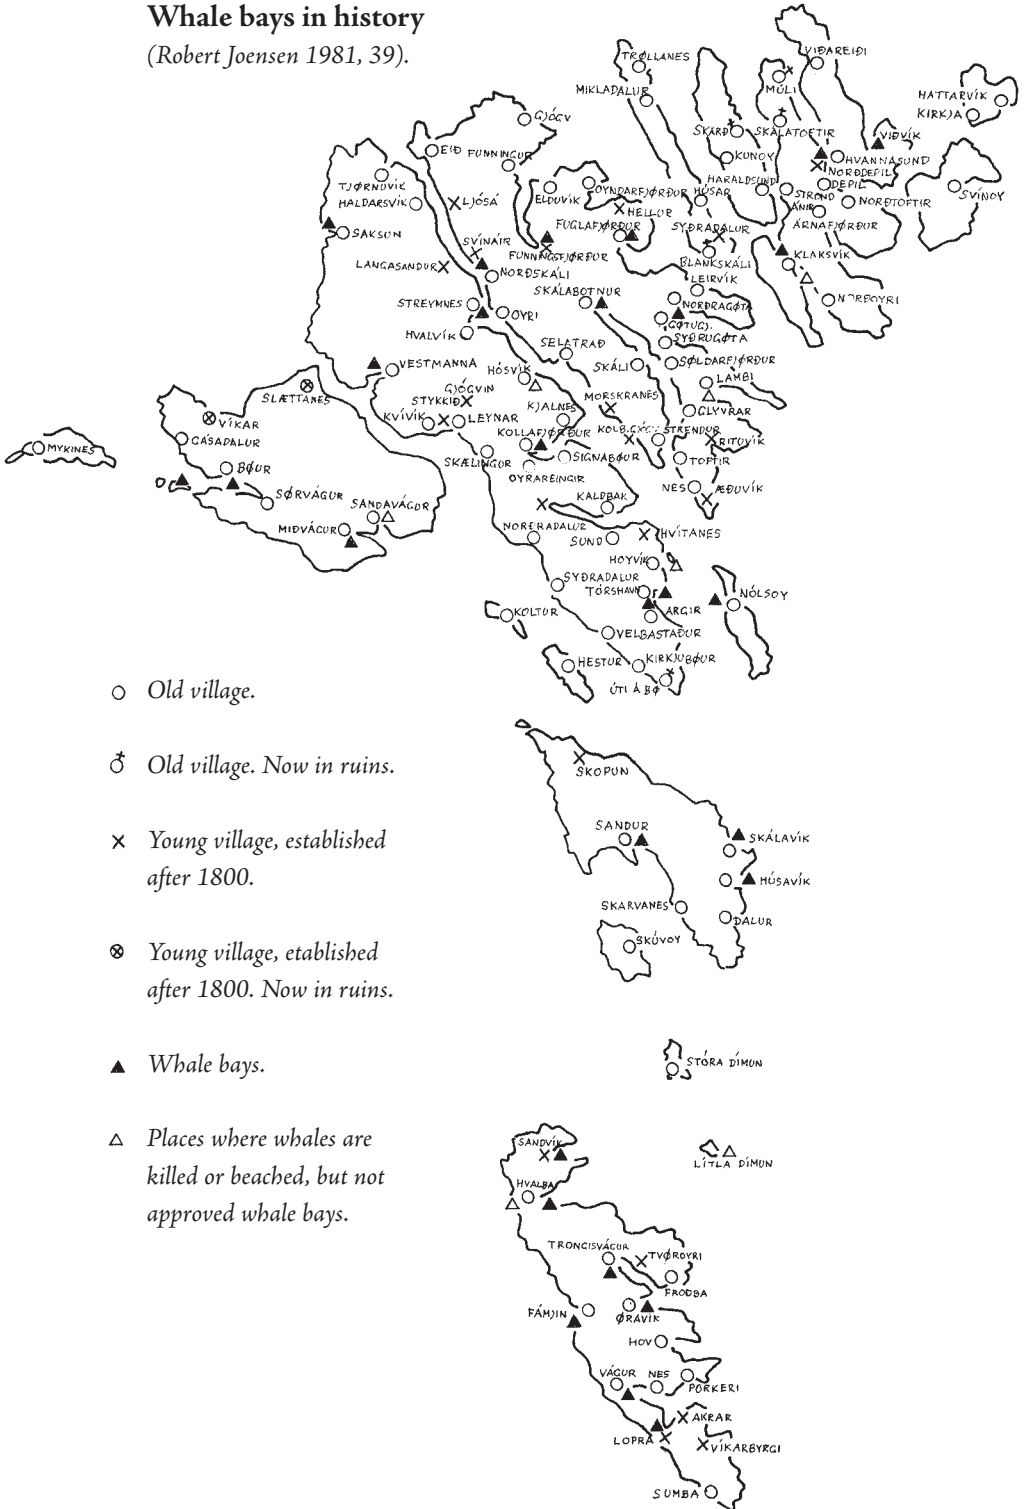 Whale bays in history
(Robert Joensen 1981, 39).
TRØLLANES
VIÐAREIÐI
MIKLADALUR
MÚLI
HATTARVÍK
KIRKJA
GJÓGV
SKARÐ
SKÁLATOFTIR
VIÐVÍK
EIÐ
FUNNINGUR
KUNOY
HVANNASUND
NORÐDEPIL
DEPIL
TJØRNUVÍK
HALDARSVÍK
LJÓSÁ
ELDUVÍK
OYNDARFJØRÐUR
HÚSAR
HARALDSUND
STROND
ÁNIR
NORÐTOFTIR
SVÍNOY
HELLUR
ÁRNAFJØRÐUR
SAKSUN
FUGLAFJØRÐUR
SYÐRADALUR
SVÍNÁIR
FUNNINGSFJØRÐUR
BLANKSKÁLI
KLAKSVÍK
LANGASANDUR
NORÐSKÁLI
LEIRVÍK
SKÁLABOTNUR
STREYMNES
OYRI
NORÐRAGØTA
NORÐOYRI
GØTUGJ.
HVALVÍK
SYÐRUGØTA
SELATRAÐ
VESTMANNA
HÓSVÍK
SKÁLI
SØLDARFJØRÐUR
LAMBI
GJÓGVIN
SLÆTTANES
STYKKIÐ
KJALNES
MORSKRANES
GLYVRAR
VÍKAR
KVÍVÍK
LEYNAR
KOLLAFJØRÐUR
STRENDUR
RITUVÍK
GÁSADALUR
MYKINES
SKÆLINGUR
SIGNABØUR
TOFTIR
BØUR
OYRAREINGIR
NES
ÆÐUVÍK
SØRVÁGUR
SANDAVÁGUR
KALDBAK
MIÐVÁGUR
NORÐRADALUR
SUND
HVÍTANES
HOYVÍK
SYÐRADALUR
TÓRSHAVN
NÓLSOY
ARGIR
KOLTUR
VELBASTAÐUR
HESTUR
KIRKJUBØUR
ÚTI Á BØ
Old village.
Old village. Now in ruins.
Young village, established
after 1800.
Young village, etablished
after 1800. Now in ruins.
Whale bays.
Places where whales are
killed or beached, but not
approved whale bays.
SKOPUN
SANDUR
SKÁLAVÍK
HÚSAVÍK
SKARVANES
DALUR
SKÚVOY
STÓRA DÍMUN
SANDVÍK
LÍTLA DÍMUN
HVALBA
TRONGISVÁGUR
TVØROYRI
FRODBA
FÁMJIN
ØRAVÍK
HOV
VÁGUR
NES
PORKERI
AKRAR
LOPRA
VÍKARBYRGI
SUMBA